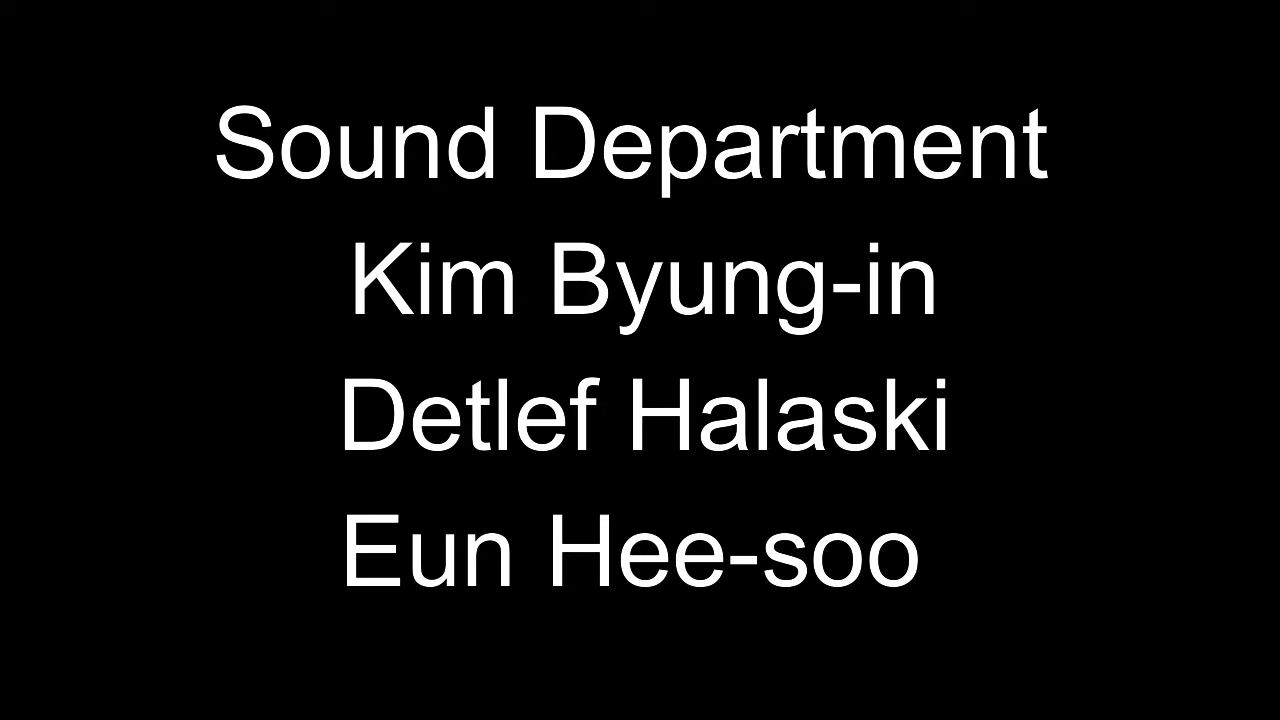 Sound Department
Kim Byung-in
Detlef Halaski
Eun Hee-soo